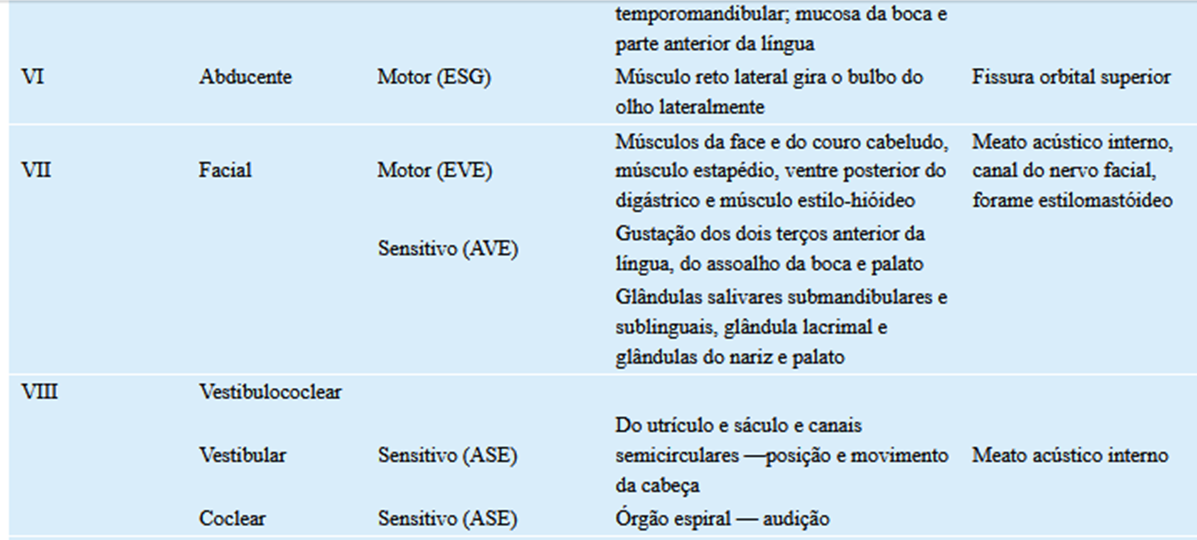 temporomandibular; mucosa da boca e
parte anterior da língua
VI Abducente Motor (ESG) Músculo reto lateral gira o bulbo do Fissura orbital superior
olho lateralmente
Músculos da face e do couro cabeludo, Meato acústico interno,
VII Facial Motor (EVE) músculo estapédio, ventre posterior do canal do nervo facial,
digástrico e músculo estilo-hióideo forame estilomastóideo
Gustação dos dois terços anterior da
Sensitivo (AVE)
língua, do assoalho da boca e palato
Glândulas salivares submandibulares e
sublinguais, glândula lacrimal e
glândulas do nariz e palato
VIII Vestibulococlear
Do utrículo e sáculo e canais
Vestibular Sensitivo (ASE) semicirculares —posição e movimento Meato acústico interno
da cabeça
Coclear Sensitivo (ASE) Órgão espiral — audição